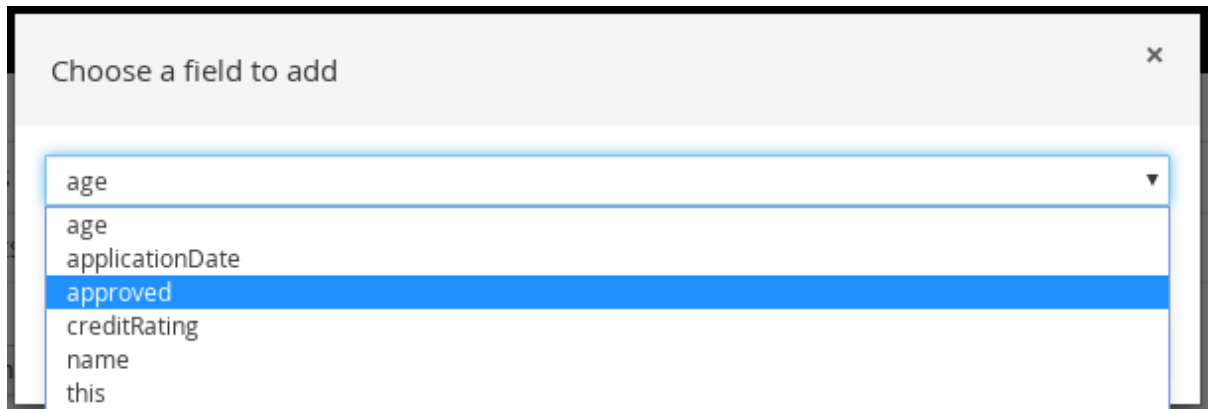 Choose a field to add
×
age
▼
age
applicationDate
approved
creditRating
name
this